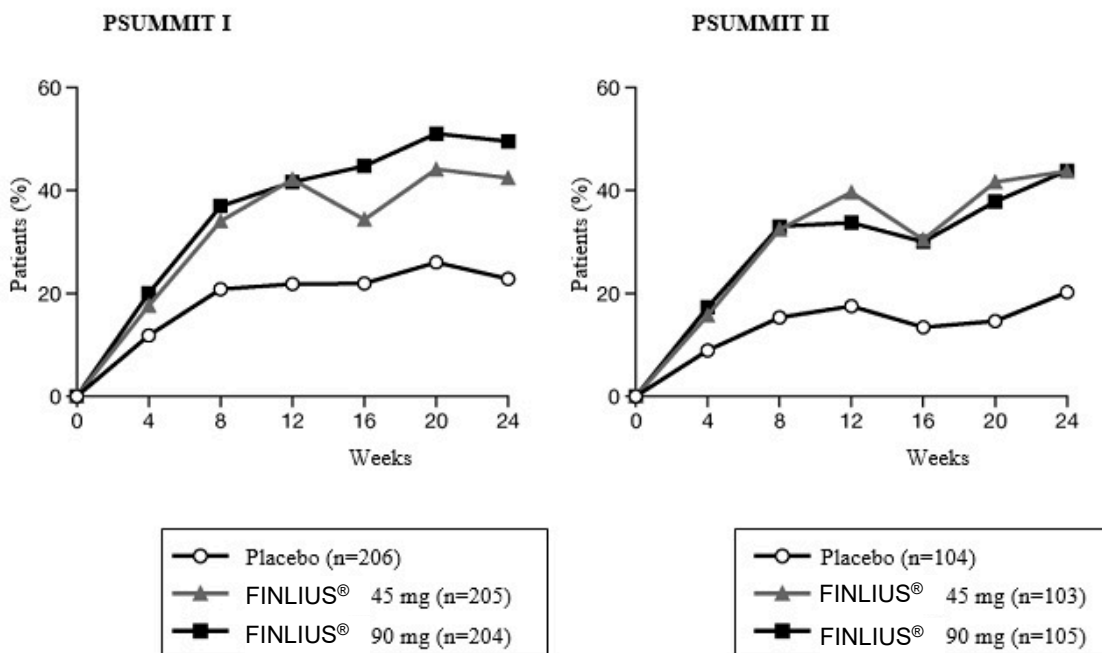 PSUMMIT I
60
40
20
0
Patients (%)
0 4 8 12 16 20 24
Weeks
Placebo (n=206)
FINLIUS® 45 mg (n=205)
FINLIUS® 90 mg (n=204)
PSUMMIT II
60
40
20
0
Patients (%)
0 4 8 12 16 20 24
Weeks
Placebo (n=104)
FINLIUS® 45 mg (n=103)
FINLIUS® 90 mg (n=105)